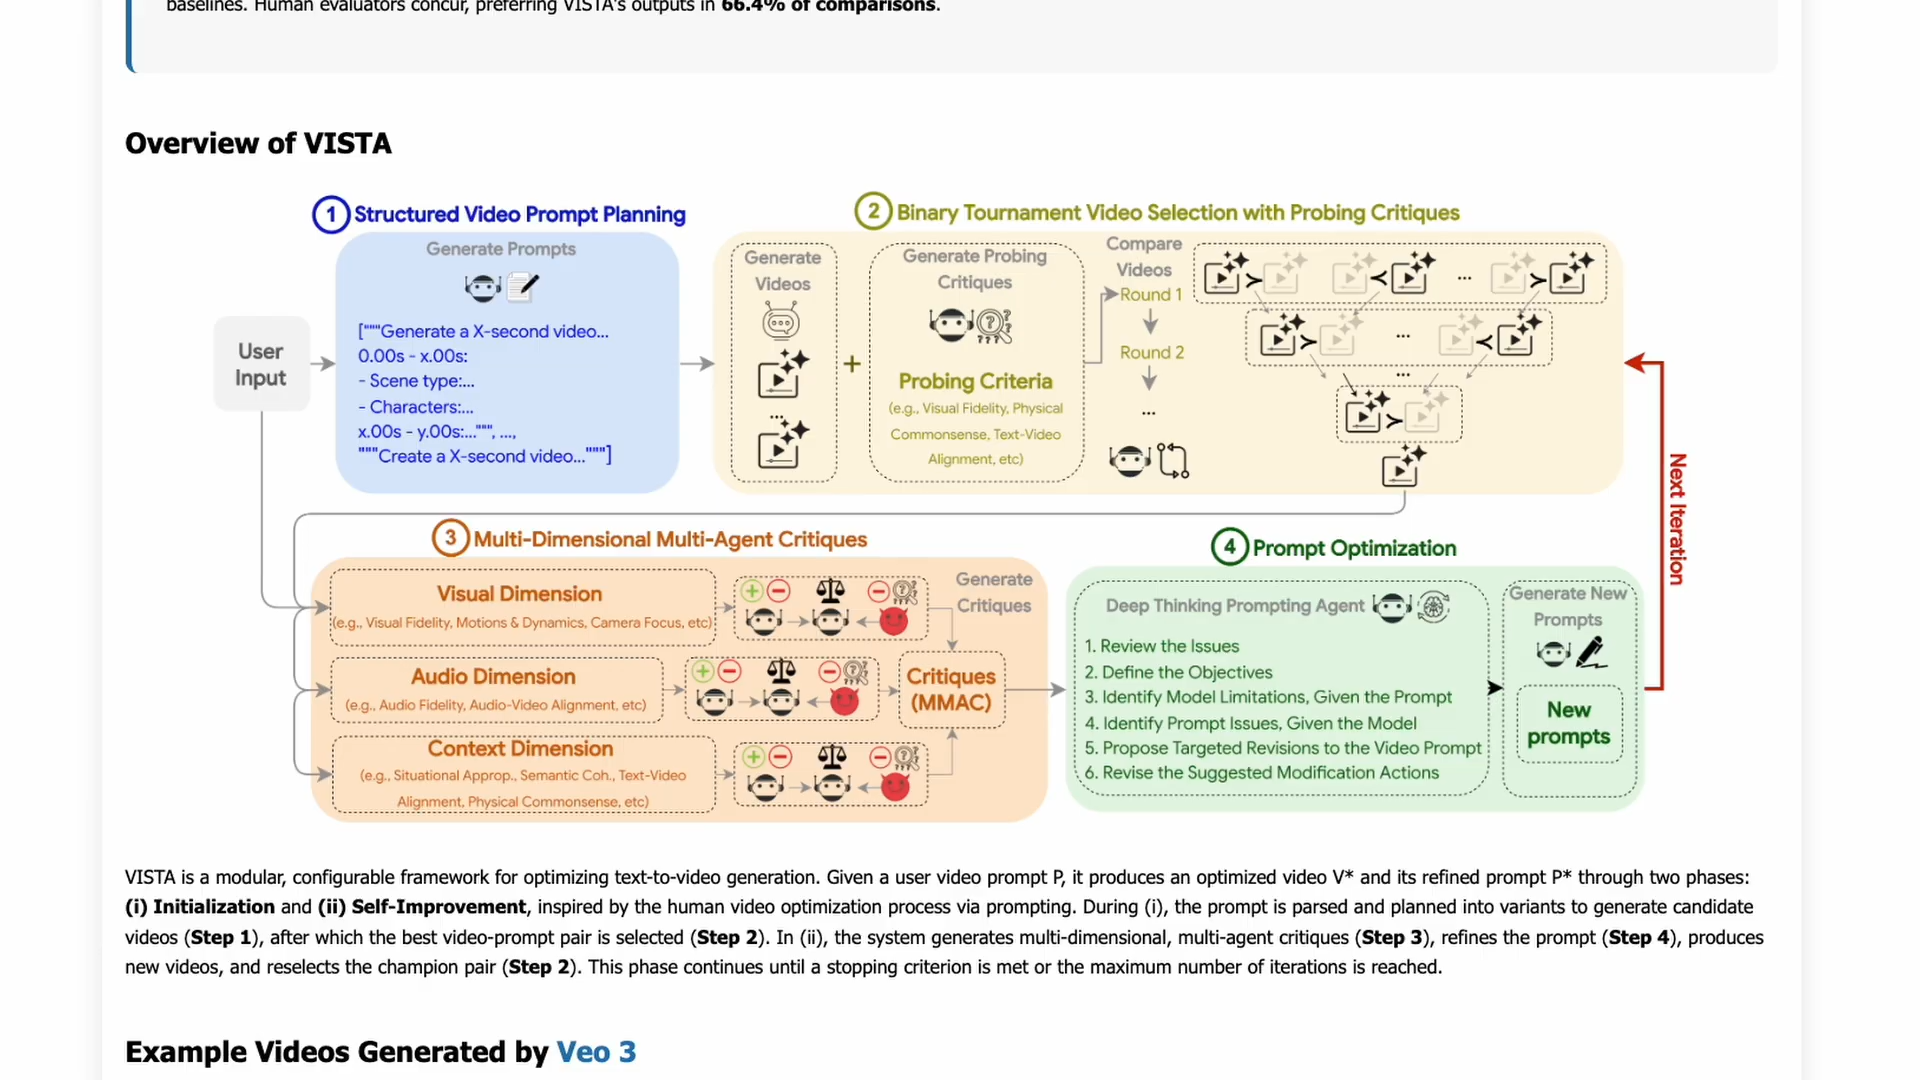 baselines. Human evaluators concur, preferring VISTA's outputs in 66.4% of comparisons.
Overview of VISTA
1 Structured Video Prompt Planning
Generate Prompts
["""Generate a X-second video...
0.00s - x.00s:
- Scene type:...
- Characters:...
x.00s - y.00s:...""", ...,
"""Create a X-second video..."""]
User
Input
2 Binary Tournament Video Selection with Probing Critiques
Generate
Videos
...
+
Generate Probing
Critiques
Probing Criteria
(e.g., Visual Fidelity, Physical
Commonsense, Text-Video
Alignment, etc)
Compare
Videos
Round 1
Round 2
...
...
...
...
Next Iteration
3 Multi-Dimensional Multi-Agent Critiques
Visual Dimension
(e.g., Visual Fidelity, Motions & Dynamics, Camera Focus, etc)
Audio Dimension
(e.g., Audio Fidelity, Audio-Video Alignment, etc)
Context Dimension
(e.g., Situational Approp., Semantic Coh., Text-Video
Alignment, Physical Commonsense, etc)
Generate
Critiques
Critiques
(MMAC)
4 Prompt Optimization
Deep Thinking Prompting Agent
1. Review the Issues
2. Define the Objectives
3. Identify Model Limitations, Given the Prompt
4. Identify Prompt Issues, Given the Model
5. Propose Targeted Revisions to the Video Prompt
6. Revise the Suggested Modification Actions
Generate New
Prompts
New
prompts
VISTA is a modular, configurable framework for optimizing text-to-video generation. Given a user video prompt P, it produces an optimized video V* and its refined prompt P* through two phases:
(i) Initialization and (ii) Self-Improvement, inspired by the human video optimization process via prompting. During (i), the prompt is parsed and planned into variants to generate candidate
videos (Step 1), after which the best video-prompt pair is selected (Step 2). In (ii), the system generates multi-dimensional, multi-agent critiques (Step 3), refines the prompt (Step 4), produces
new videos, and reselects the champion pair (Step 2). This phase continues until a stopping criterion is met or the maximum number of iterations is reached.
Example Videos Generated by Veo 3